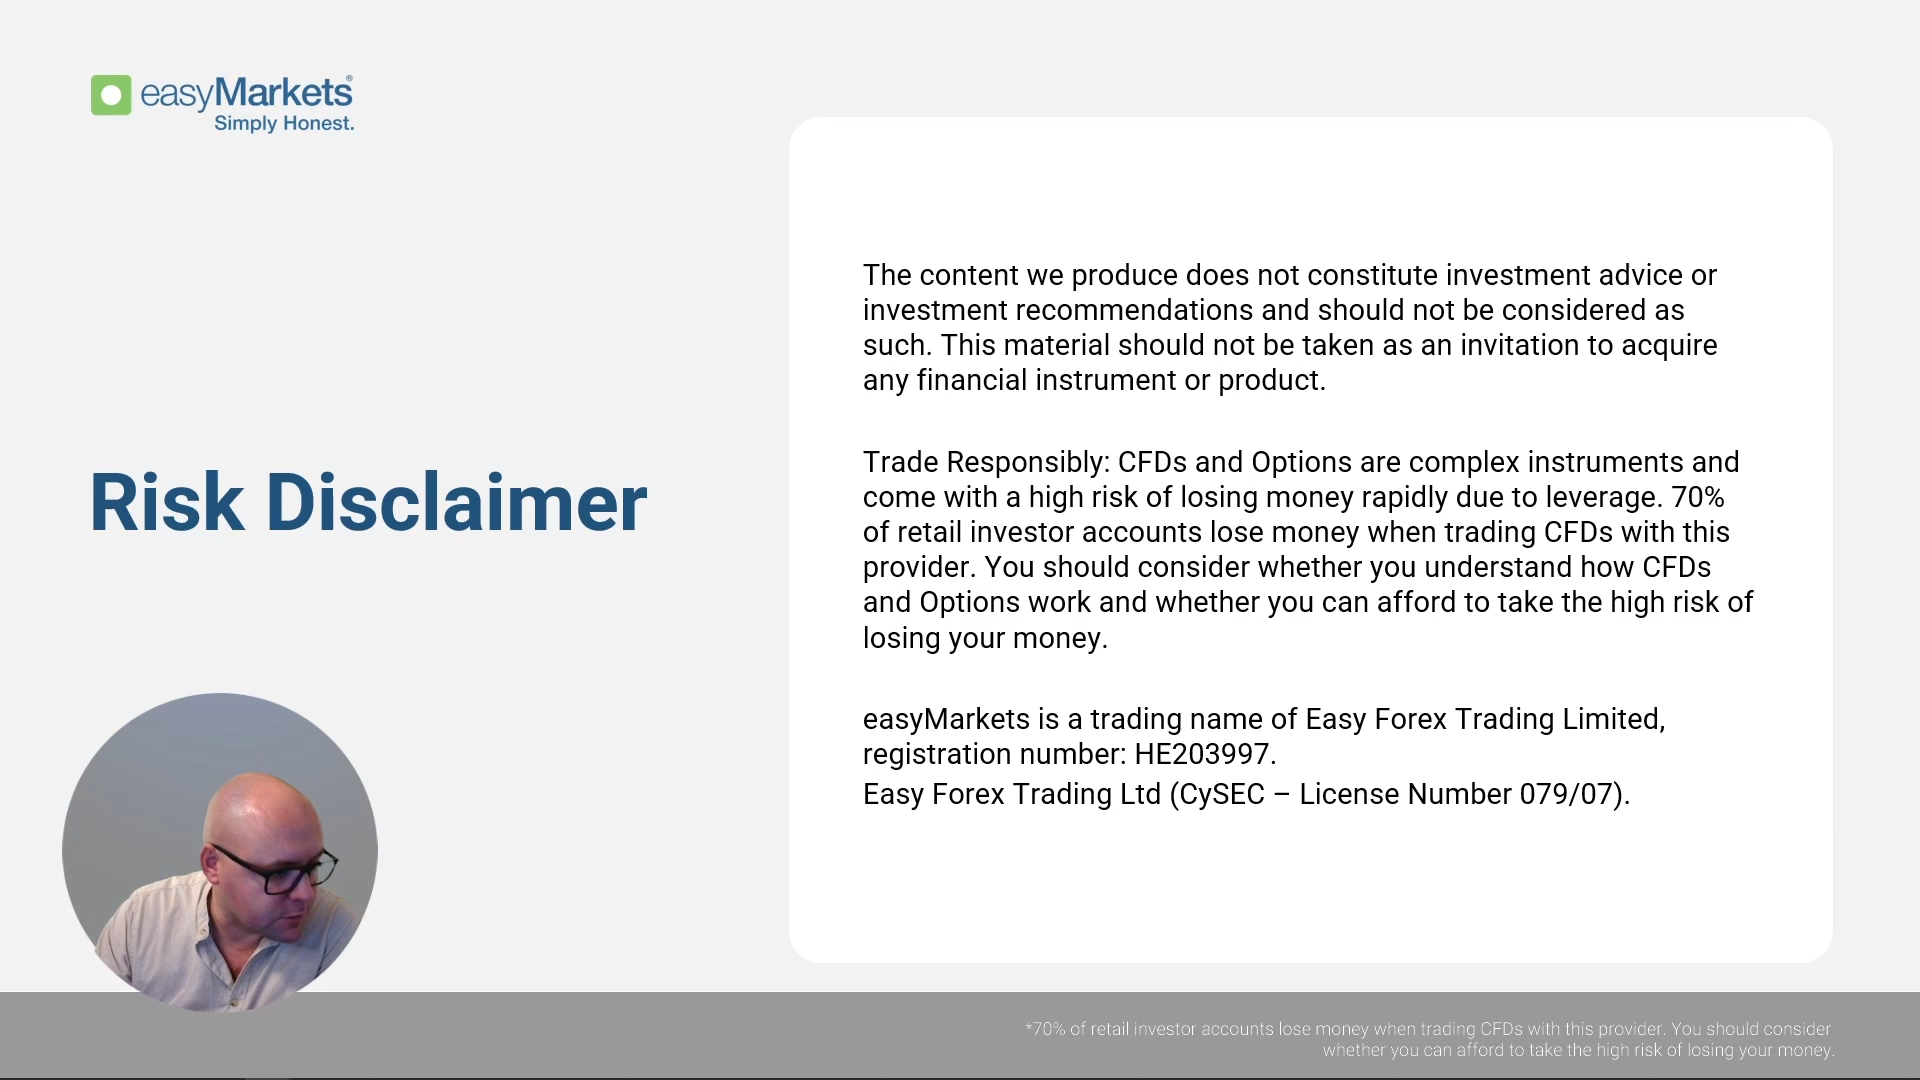 easyMarkets®
Simply Honest.
Risk Disclaimer
The content we produce does not constitute investment advice or
investment recommendations and should not be considered as
such. This material should not be taken as an invitation to acquire
any financial instrument or product.
Trade Responsibly: CFDs and Options are complex instruments and
come with a high risk of losing money rapidly due to leverage. 70%
of retail investor accounts lose money when trading CFDs with this
provider. You should consider whether you understand how CFDs
and Options work and whether you can afford to take the high risk of
losing your money.
easyMarkets is a trading name of Easy Forex Trading Limited,
registration number: HE203997.
Easy Forex Trading Ltd (CySEC – License Number 079/07).
*70% of retail investor accounts lose money when trading CFDs with this provider. You should consider
whether you can afford to take the high risk of losing your money.